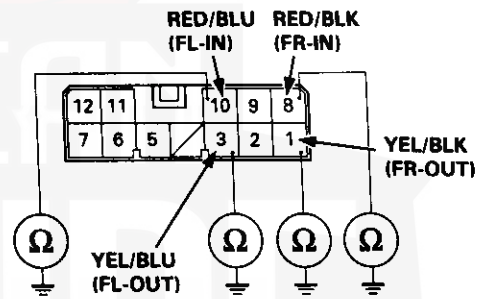 RED/BLU RED/BLK
(FL-IN) (FR-IN)
12 11 10 9 8
7 6 5 3 2 1
YEL/BLK
(FR-OUT)
Ω Ω Ω Ω
YEL/BLU
(FL-OUT)